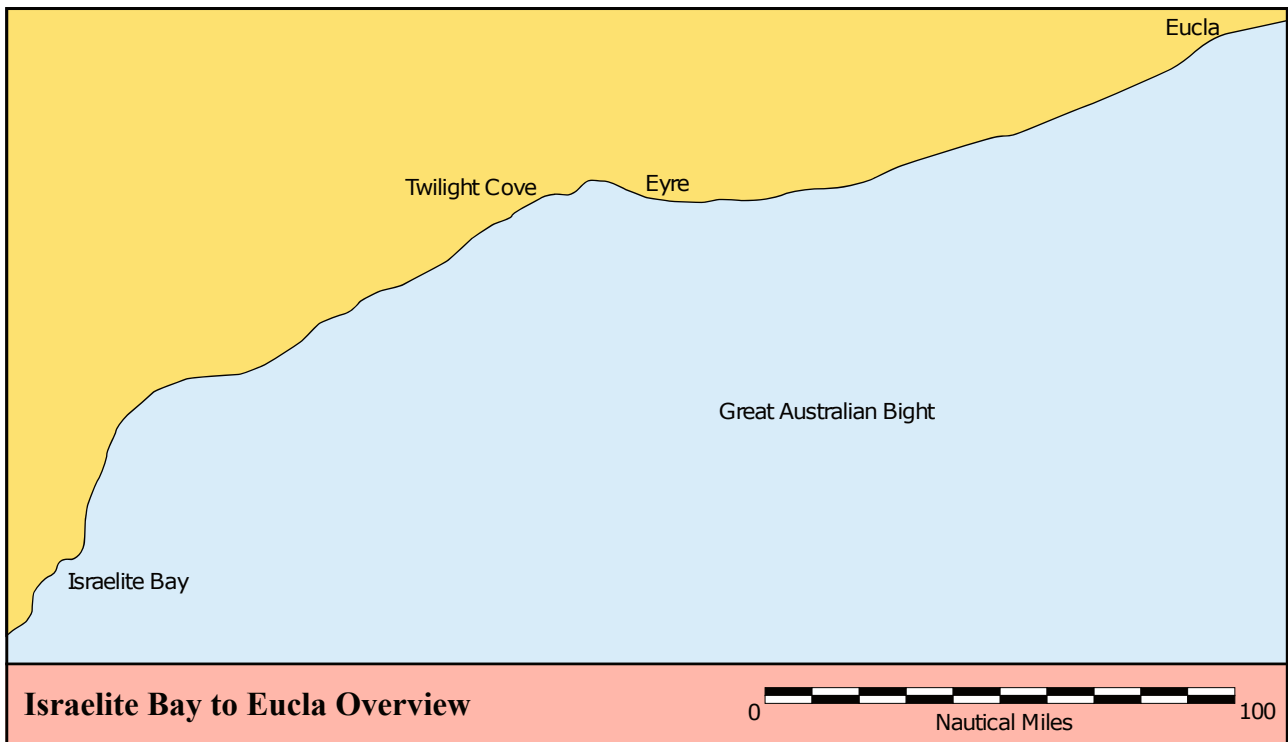 Eucla
Twilight Cove
Eyre
Great Australian Bight
Israelite Bay
Israelite Bay to Eucla Overview
0
100
Nautical Miles